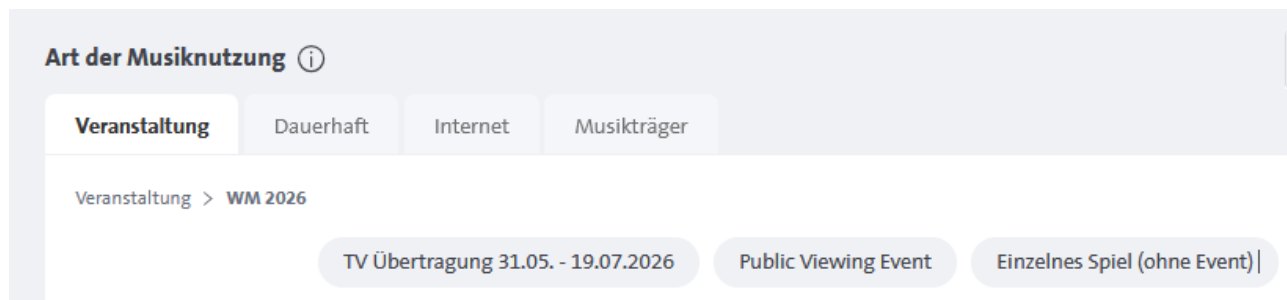 Art der Musiknutzung
Veranstaltung Dauerhaft Internet Musikträger
Veranstaltung > WM 2026
TV Übertragung 31.05. - 19.07.2026 Public Viewing Event Einzelnes Spiel (ohne Event)|